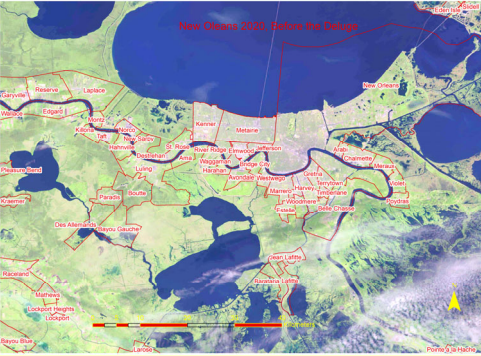 Slidell
Eden Isle
New Orleans 2000: Before the Deluge
New Orleans
Garyville
Reserve
Laplace
Wallace
Edgard
Montz
Killona
Taft
Norco
New Sarpy
Hahnville
Destrehan
St. Rose
Ama
Luling
Kenner
Metairie
River Ridge
Elmwood
Jefferson
Waggaman
Harahan
Bridge City
Avondale
Westwego
Arabi
Chalmette
Meraux
Violet
Poydras
Gretna
Terrytown
Harvey
Timberlane
Marrero
Woodmere
Estelle
Belle Chasse
Pleasure Bend
Kraemer
Boutte
Paradis
Des Allemands
Bayou Gauche
Jean Lafitte
Barataria
Lafitte
Raceland
Mathews
Lockport Heights
Lockport
Bayou Blue
Larose
Pointe a la Hache